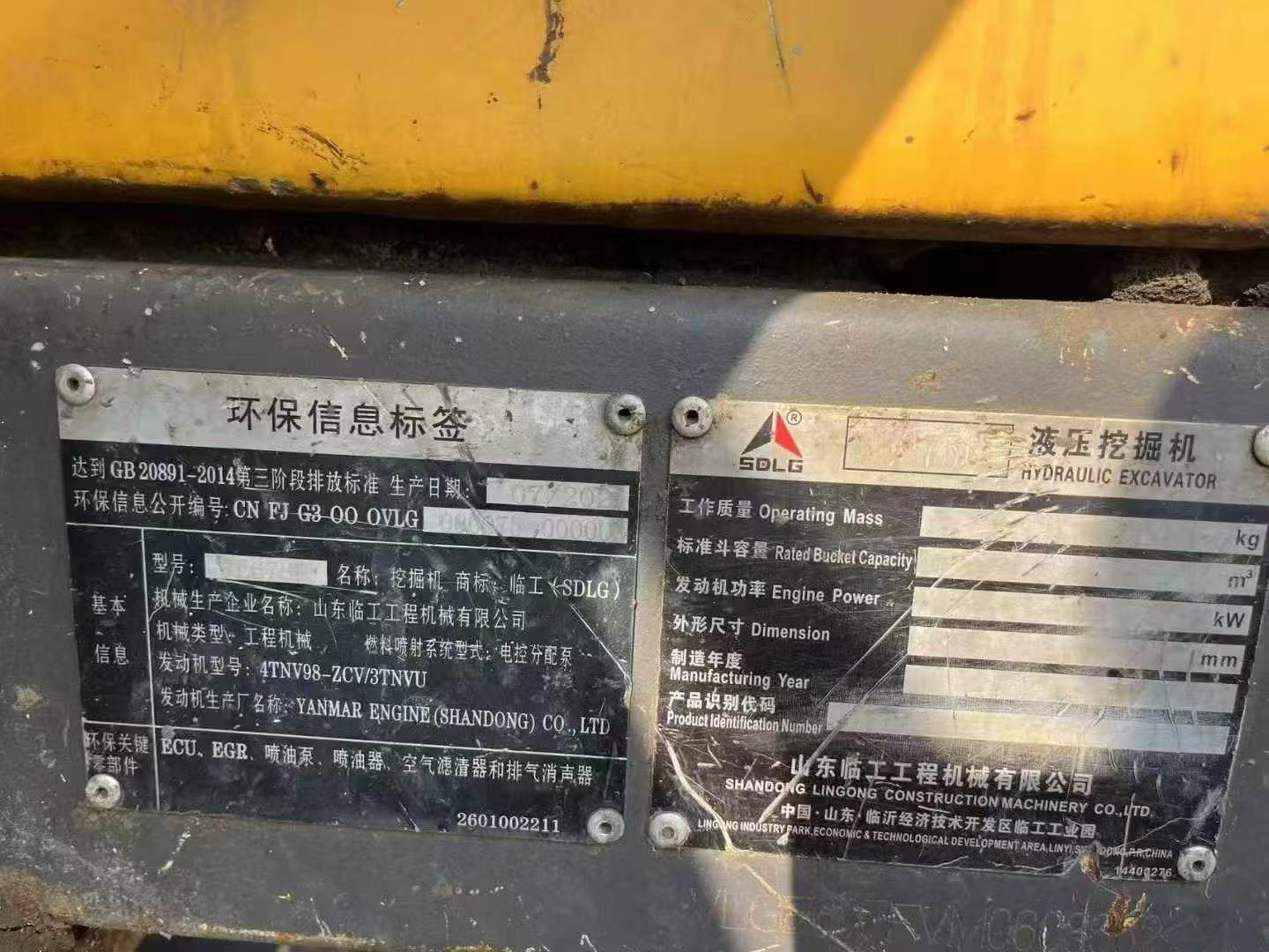 环保信息标签
达到GB 20891-2014第三阶段排放标准 生产日期:
环保信息公开编号:CN FJ G3 00 0VLG
基本信息
型号: 名称: 挖掘机 商标: 临工(SDLG)
机械生产企业名称: 山东临工工程机械有限公司
机械类型: 工程机械 燃料喷射系统型式: 电控分配泵
发动机型号: 4TNV98-ZCV/3TNVU
发动机生产厂名称: YANMAR ENGINE(SHANDONG) CO.,LTD
环保关键零部件
ECU、EGR、喷油泵、喷油器、空气滤清器和排气消声器
2601002211
SDLG ®
液压挖掘机
HYDRAULIC EXCAVATOR
工作质量 Operating Mass kg
标准斗容量 Rated Bucket Capacity m³
发动机功率 Engine Power kW
外形尺寸 Dimension mm
制造年度
Manufacturing Year
产品识别代码
Product Identification Number
山东临工工程机械有限公司
SHANDONG LINGONG CONSTRUCTION MACHINERY CO.,LTD.
中国·山东·临沂经济技术开发区临工工业园
LINGONG INDUSTRY PARK,ECONOMIC & TECHNOLOGICAL DEVELOPMENT AREA,LINYI,SHANDONG,P.R.CHINA
14400276